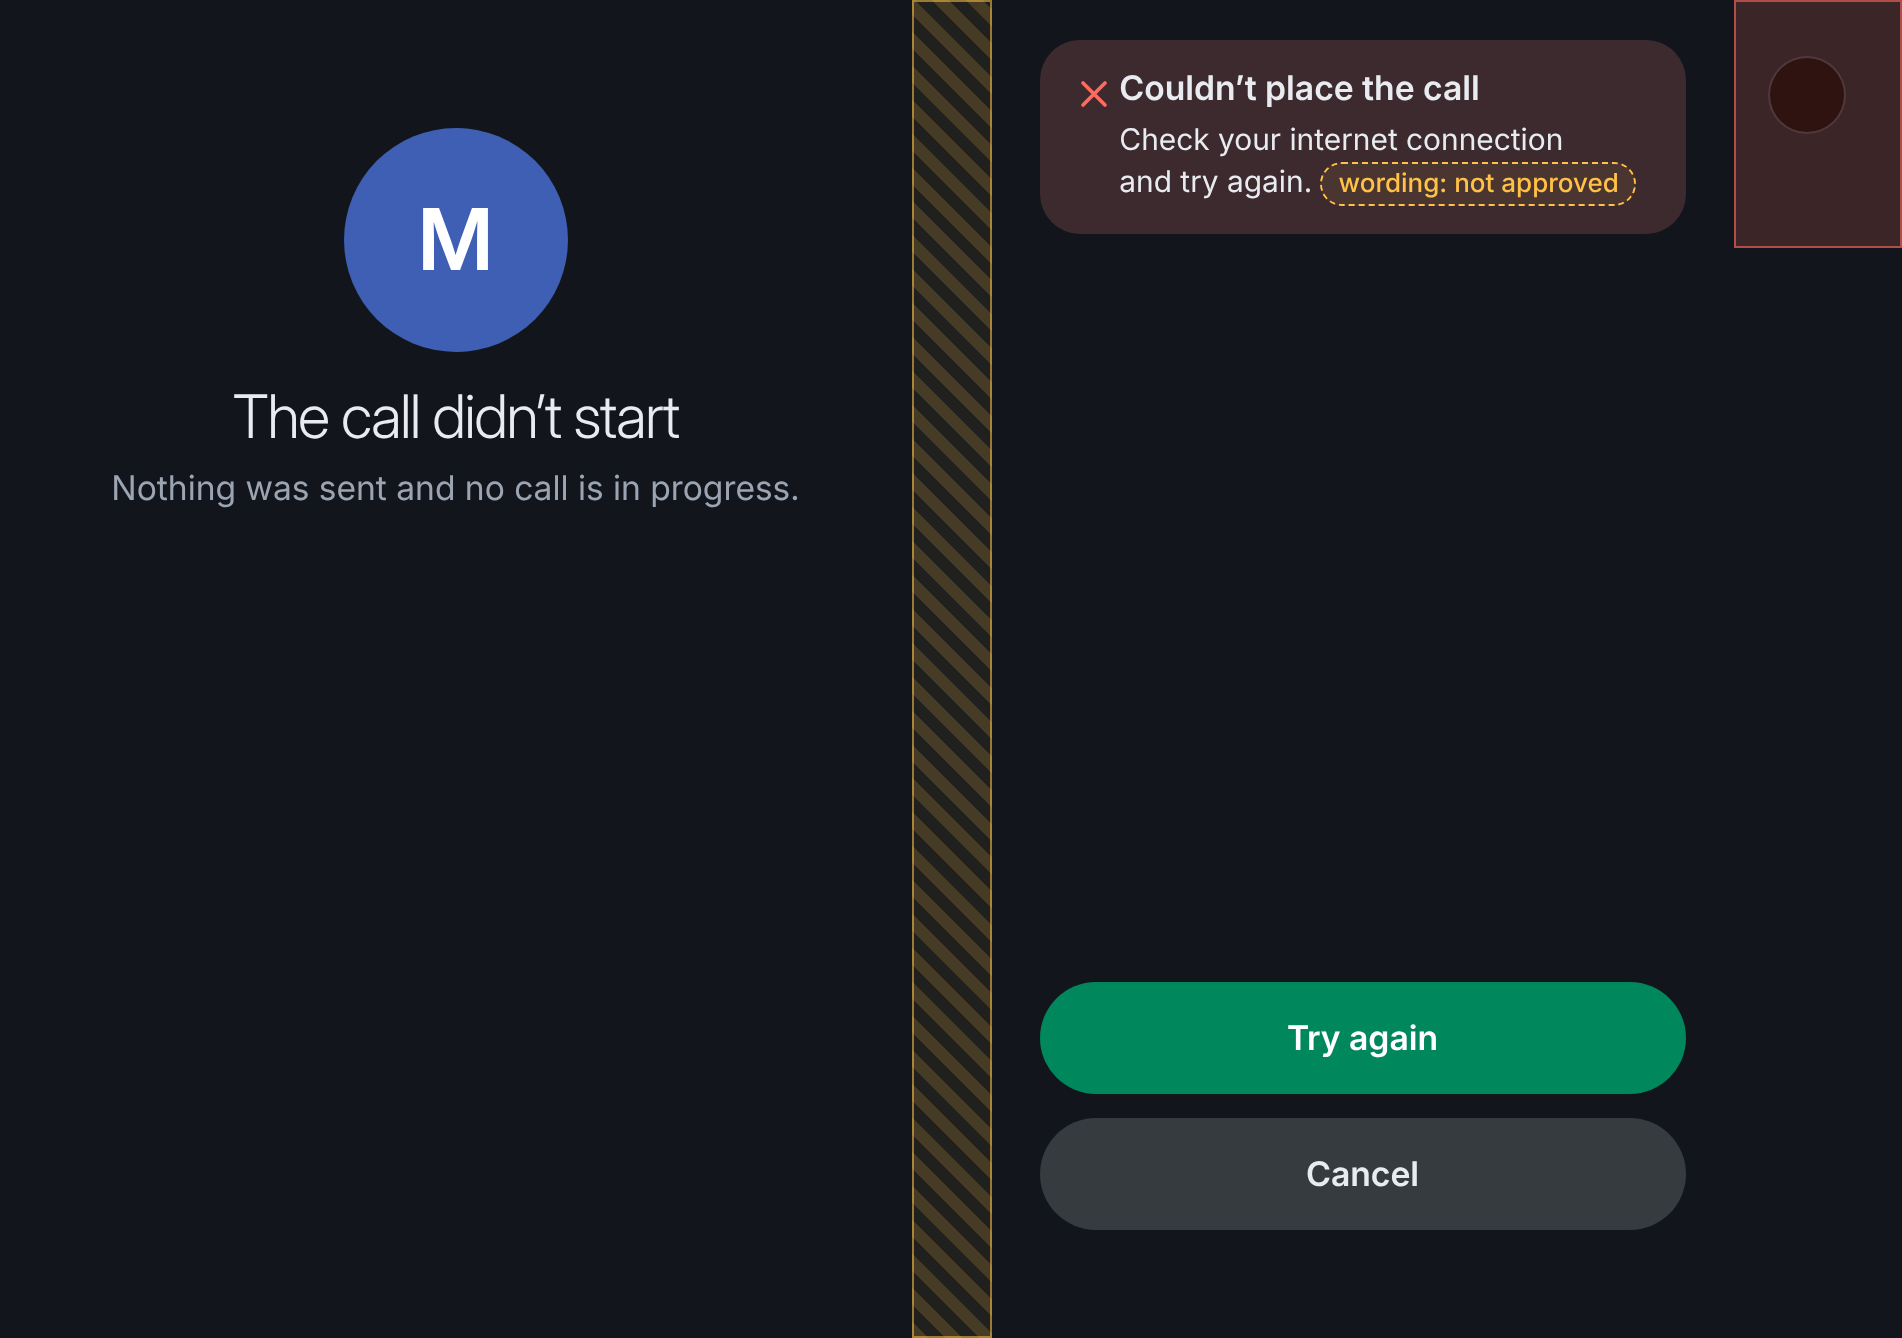 M
The call didn’t start
Nothing was sent and no call is in progress.
Couldn’t place the call
Check your internet connection
and try again. wording: not approved
Try again
Cancel